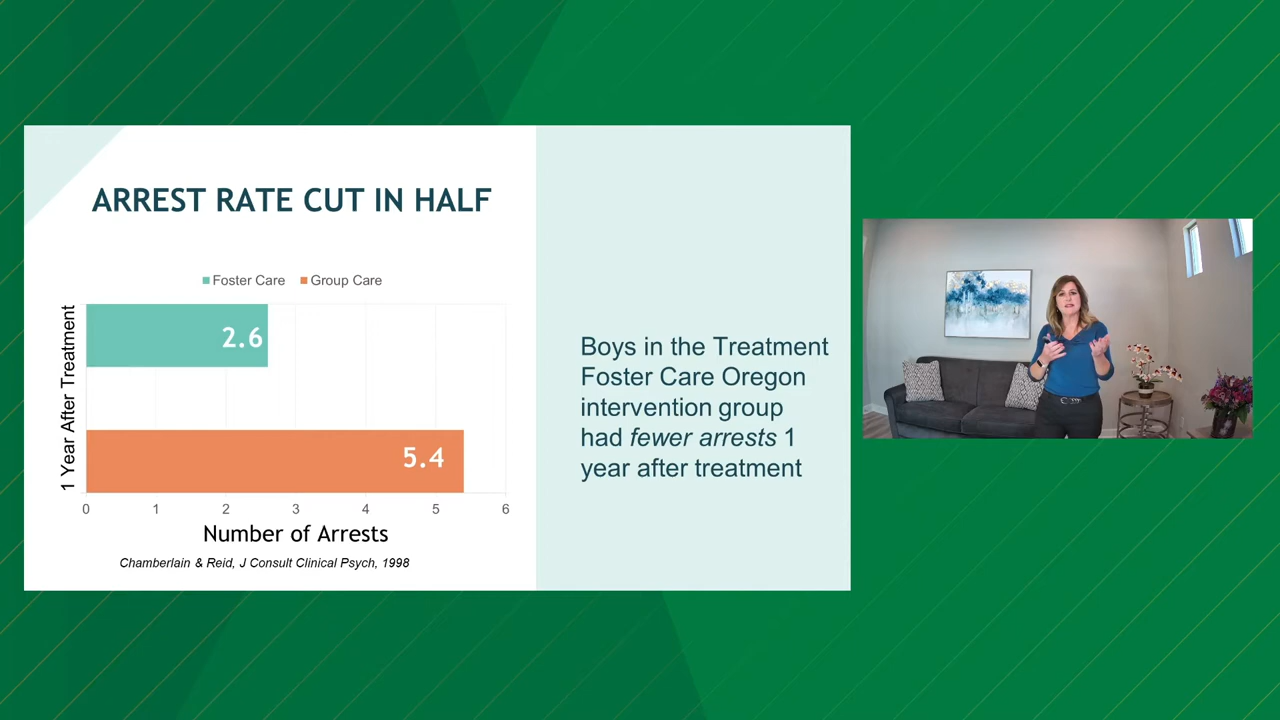 ARREST RATE CUT IN HALF
Foster Care Group Care
1 Year After Treatment
2.6
5.4
0 1 2 3 4 5 6
Number of Arrests
Chamberlain & Reid, J Consult Clinical Psych, 1998
Boys in the Treatment
Foster Care Oregon
intervention group
had fewer arrests 1
year after treatment